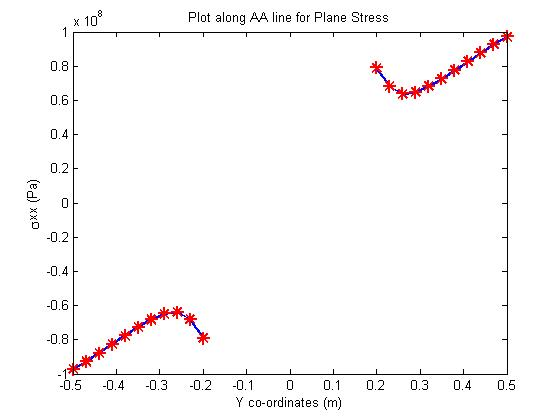 Plot along AA line for Plane Stress
x 10^8
1
0.8
0.6
0.4
0.2
0
-0.2
-0.4
-0.6
-0.8
-1
σ^xx (Pa)
-0.5 -0.4 -0.3 -0.2 -0.1 0 0.1 0.2 0.3 0.4 0.5
Y co-ordinates (m)